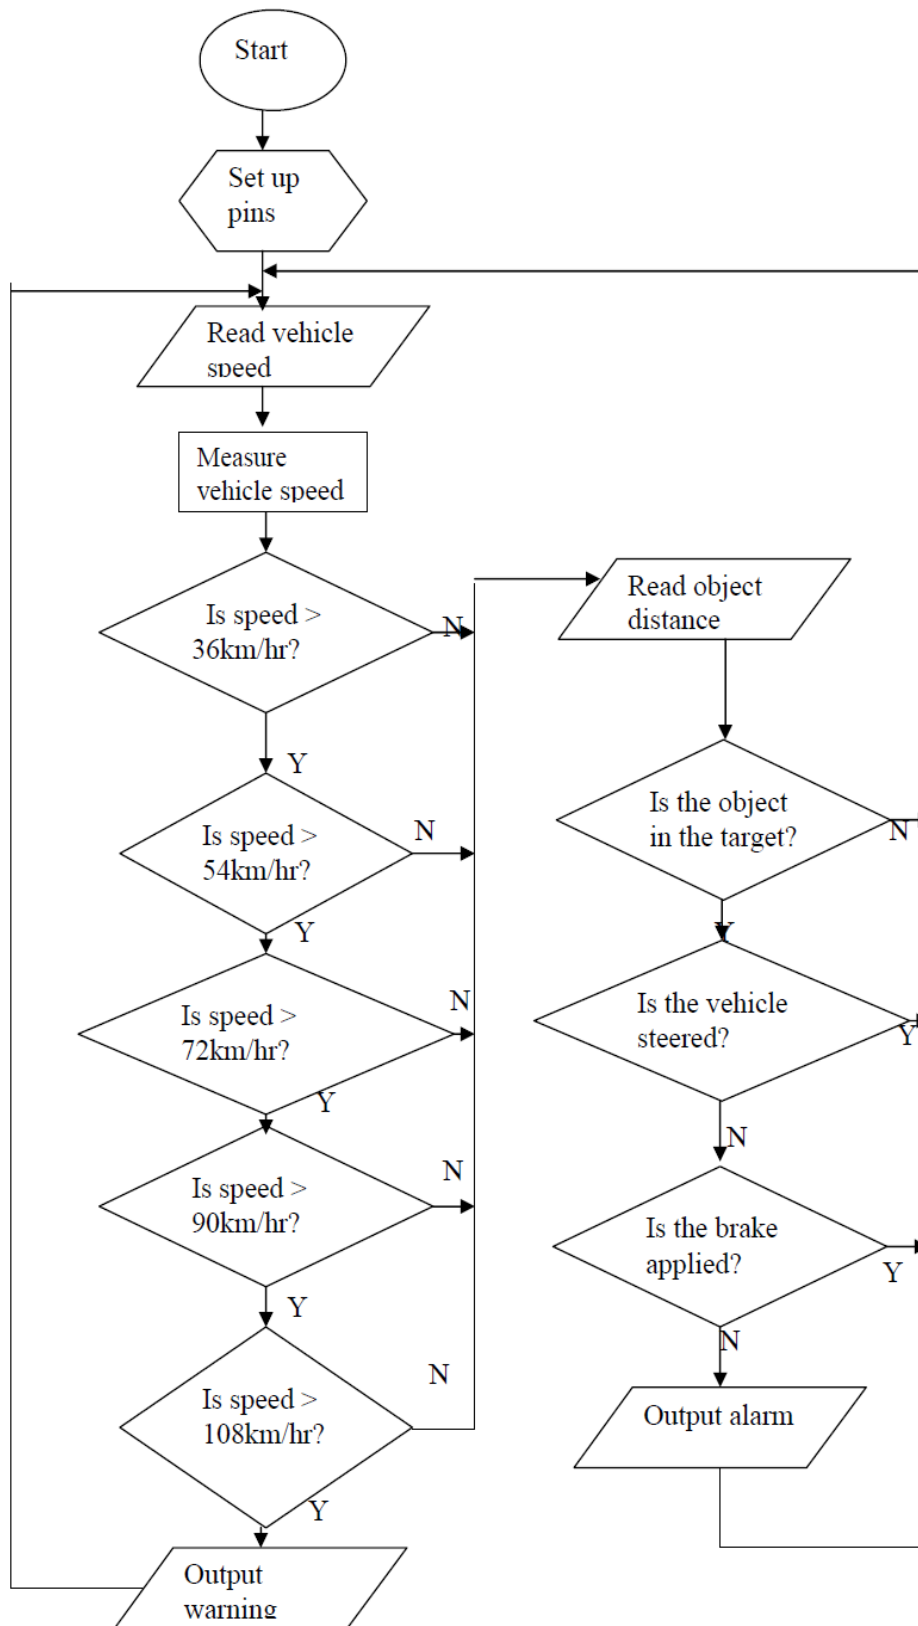 Start
Set up
pins
Read vehicle
speed
Measure
vehicle speed
Is speed >
36km/hr?
N
Y
Is speed >
54km/hr?
N
Y
Is speed >
72km/hr?
N
Y
Is speed >
90km/hr?
N
Y
Is speed >
108km/hr?
N
Y
Output
warning
Read object
distance
Is the object
in the target?
N
Y
Is the vehicle
steered?
Y
N
Is the brake
applied?
Y
N
Output alarm